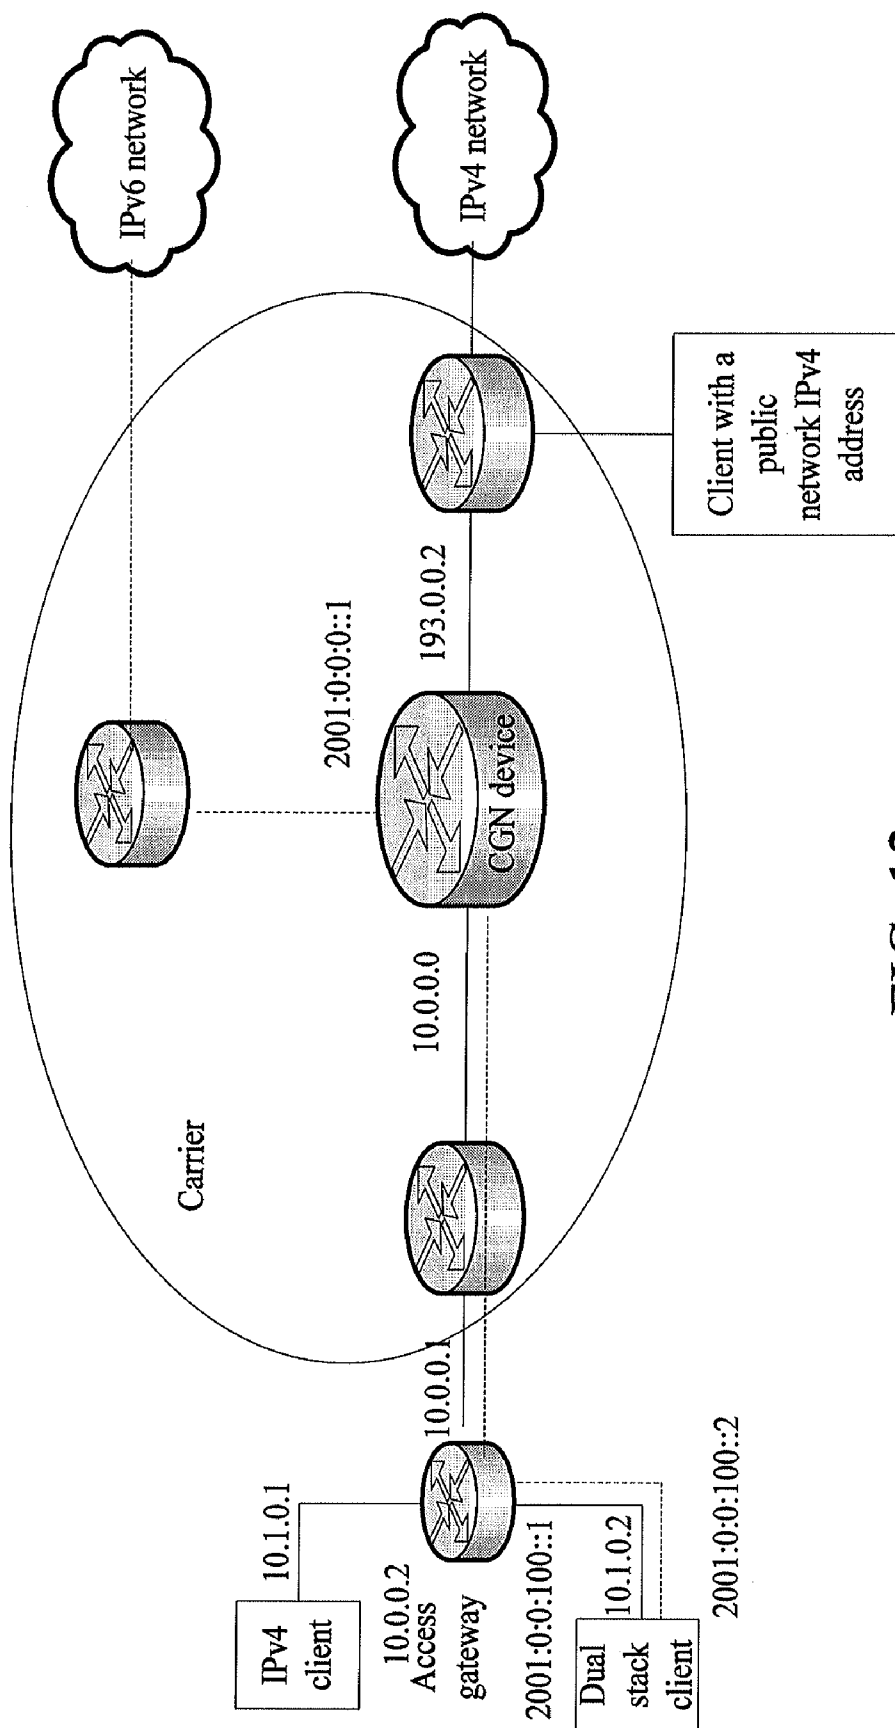 IPv6 network
IPv4 network
2001:0:0:0::1
193.0.0.2
Client with a
public
network IPv4
address
CGN device
Carrier
10.0.0.0
10.0.0.1
10.1.0.1
IPv4
client
10.0.0.2
Access
gateway
2001:0:0:100::1
10.1.0.2
Dual
stack
client
2001:0:0:100::2